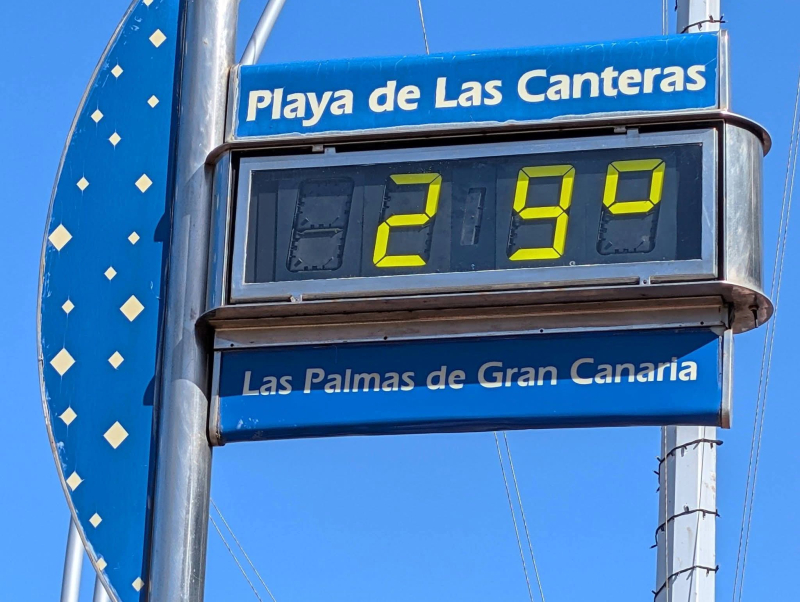 Playa de Las Canteras
29º
Las Palmas de Gran Canaria